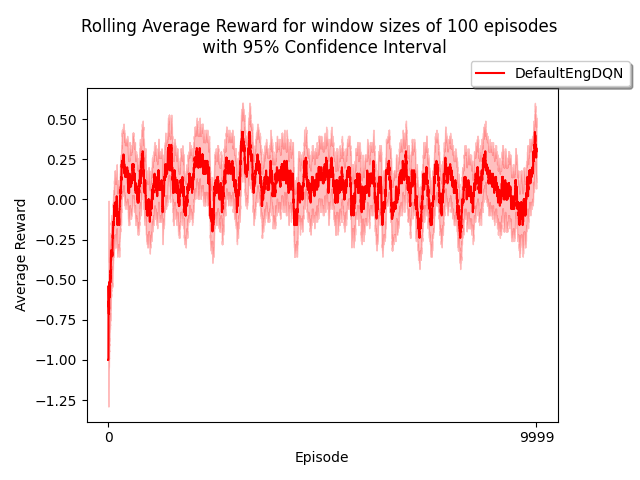 Rolling Average Reward for window sizes of 100 episodes
with 95% Confidence Interval
DefaultEngDQN
0.50
0.25
0.00
−0.25
−0.50
−0.75
−1.00
−1.25
Average Reward
0
9999
Episode